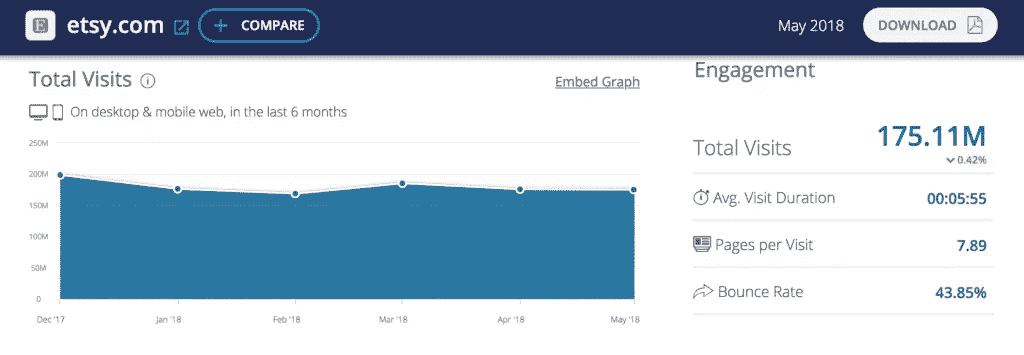 E etsy.com + COMPARE May 2018 DOWNLOAD
Total Visits
Embed Graph
On desktop & mobile web, in the last 6 months
250M
200M
150M
100M
50M
0
Dec '17 Jan '18 Feb '18 Mar '18 Apr '18 May '18
Engagement
Total Visits 175.11M
0.42%
Avg. Visit Duration 00:05:55
Pages per Visit 7.89
Bounce Rate 43.85%